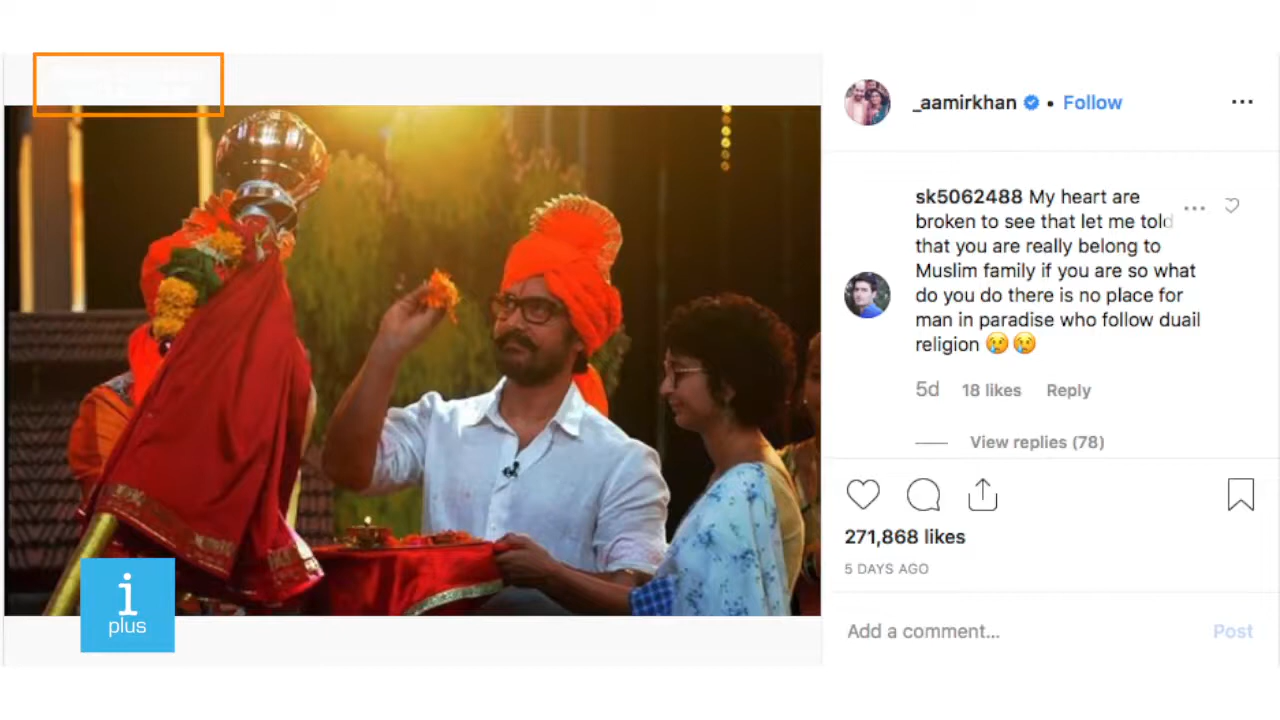 _aamirkhan • Follow
sk5062488 My heart are
broken to see that let me told
that you are really belong to
Muslim family if you are so what
do you do there is no place for
man in paradise who follow duail
religion 😢😢
5d 18 likes Reply
View replies (78)
271,868 likes
5 DAYS AGO
Add a comment... Post
i
plus